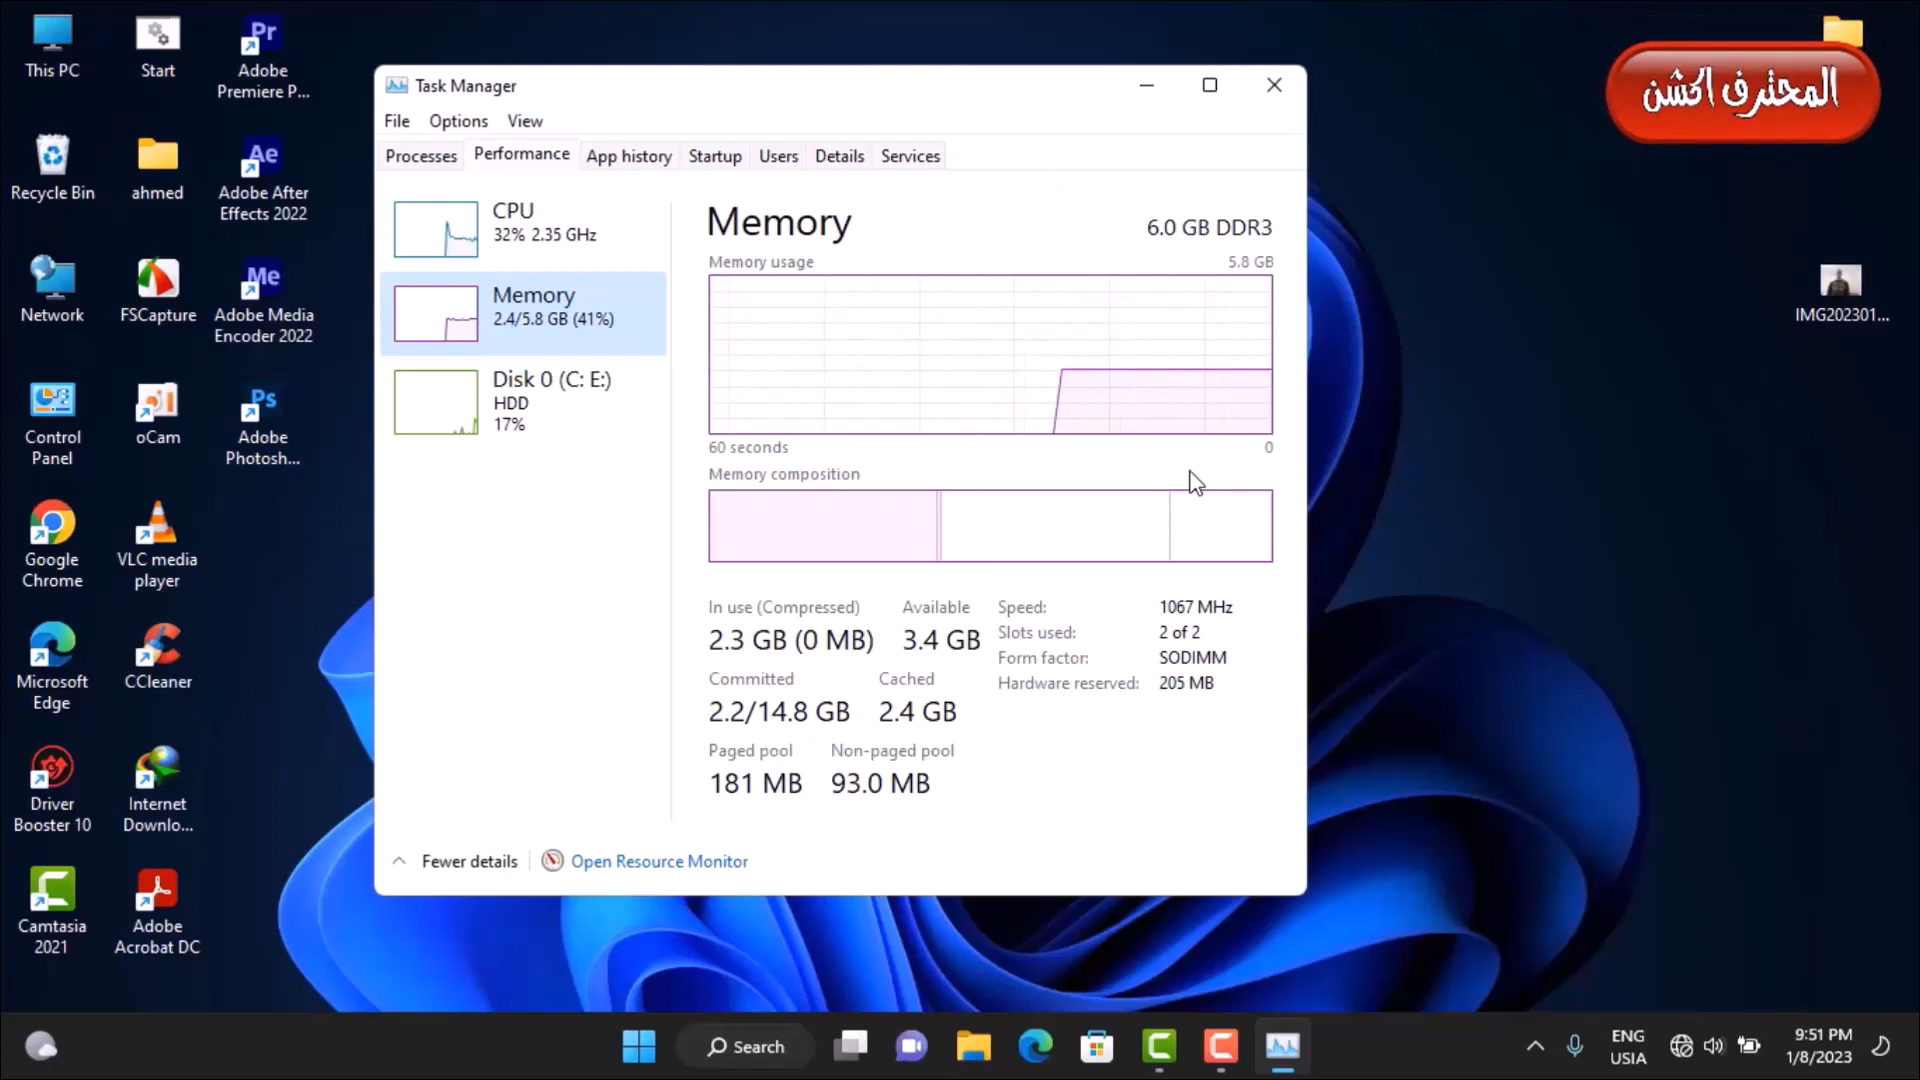 This PC
Start
Adobe
Premiere P...
Recycle Bin
ahmed
Adobe After
Effects 2022
Network
FSCapture
Adobe Media
Encoder 2022
Control
Panel
oCam
Adobe
Photosh...
Google
Chrome
VLC media
player
Microsoft
Edge
CCleaner
Driver
Booster 10
Internet
Downlo...
Camtasia
2021
Adobe
Acrobat DC
Pr
Ae
Me
Ps
Task Manager
File Options View
Processes Performance App history Startup Users Details Services
CPU
32% 2.35 GHz
Memory
2.4/5.8 GB (41%)
Disk 0 (C: E:)
HDD
17%
Memory 6.0 GB DDR3
Memory usage 5.8 GB
60 seconds 0
Memory composition
In use (Compressed) Available
2.3 GB (0 MB) 3.4 GB
Committed Cached
2.2/14.8 GB 2.4 GB
Paged pool Non-paged pool
181 MB 93.0 MB
Speed: 1067 MHz
Slots used: 2 of 2
Form factor: SODIMM
Hardware reserved: 205 MB
Fewer details Open Resource Monitor
المحترف اكشن
IMG202301...
Search
ENG
USIA
9:51 PM
1/8/2023